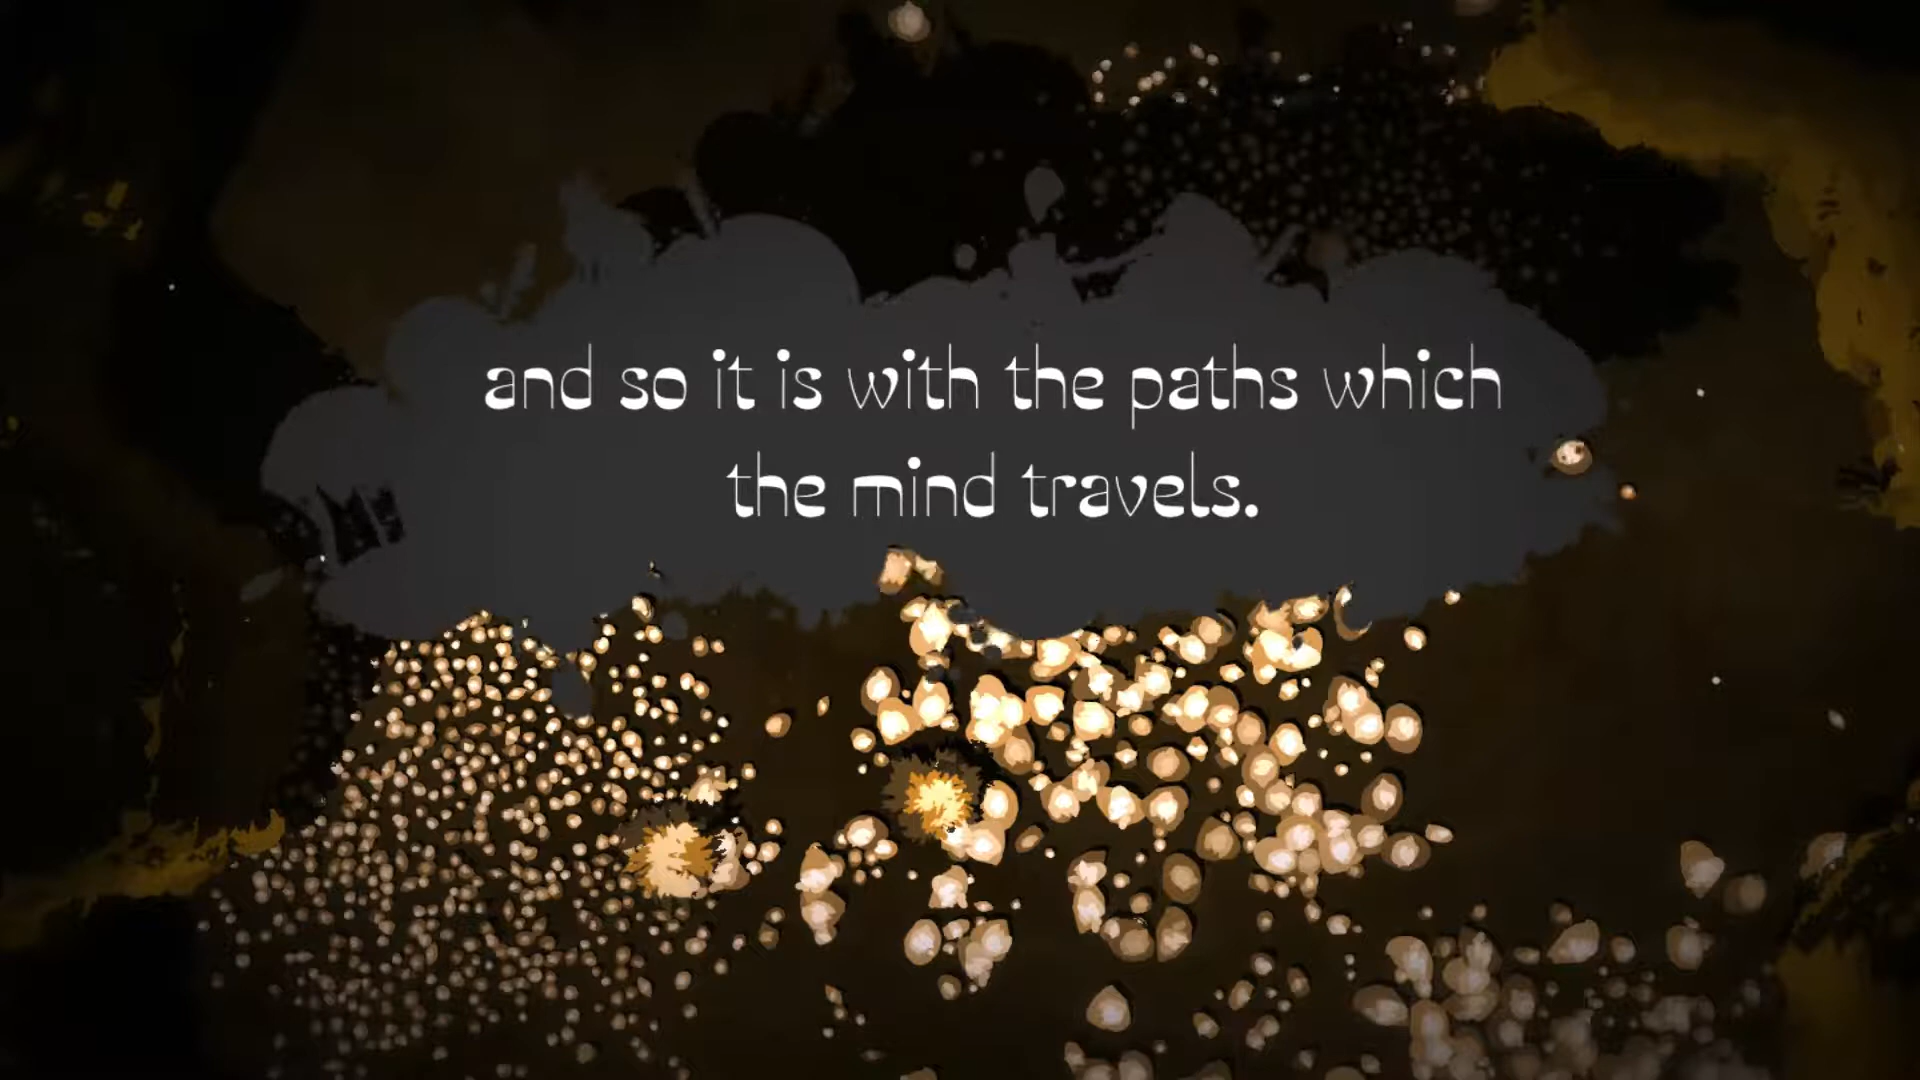 and so it is with the paths which
the mind travels.